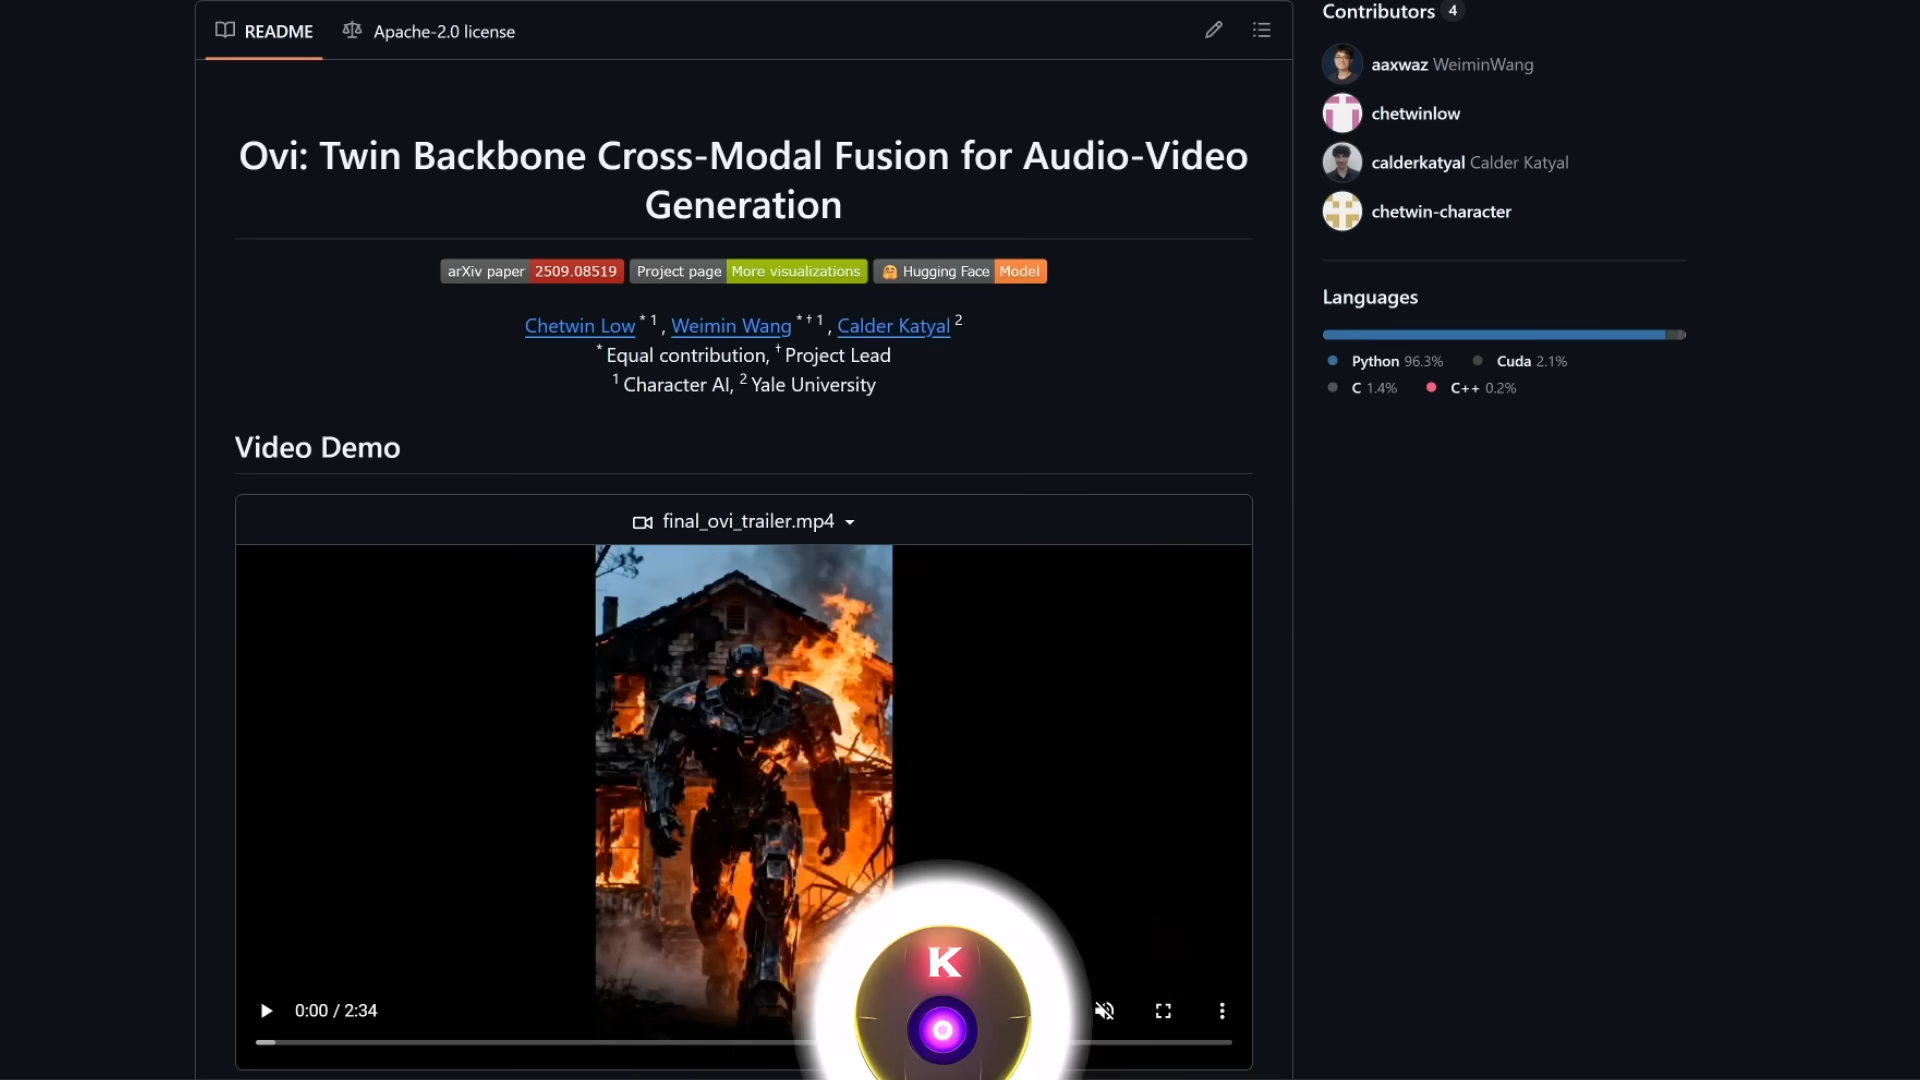 README
Apache-2.0 license
Ovi: Twin Backbone Cross-Modal Fusion for Audio-Video
Generation
arXiv paper 2509.08519 Project page More visualizations 🤗 Hugging Face Model
Chetwin Low * 1 , Weimin Wang * † 1 , Calder Katyal 2
* Equal contribution, † Project Lead
1 Character AI, 2 Yale University
Video Demo
final_ovi_trailer.mp4
0:00 / 2:34
K
Contributors 4
aaxwaz WeiminWang
chetwinlow
calderkatyal Calder Katyal
chetwin-character
Languages
Python 96.3% Cuda 2.1%
C 1.4% C++ 0.2%